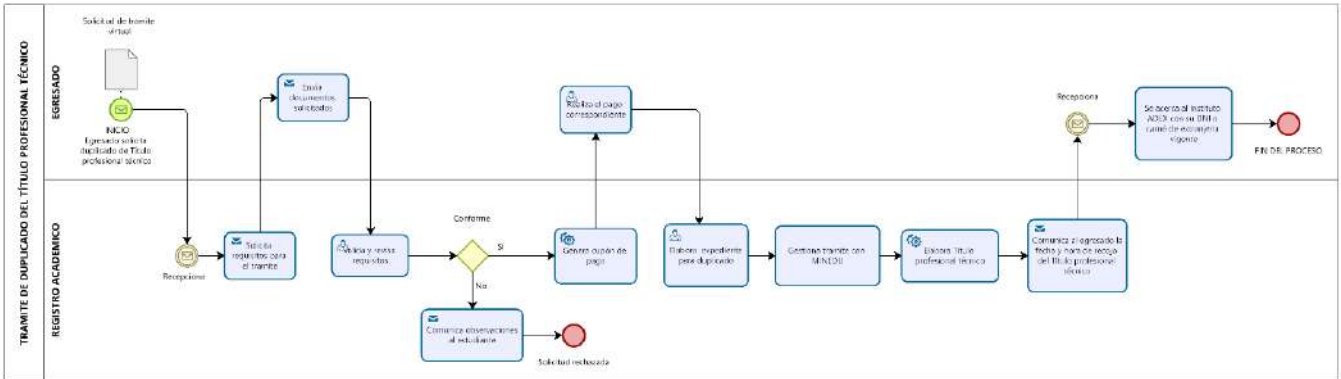 TRAMITE DE DUPLICADO DEL TÍTULO PROFESIONAL TÉCNICO
EGRESADO
Solicitud de tramite
virtual
INICIO
Egresado solicita
duplicado de Título
profesional técnico
Envía
documentos
solicitados
Realiza el pago
correspondiente
Recepciona
Se acerca al Instituto
ADEX con su DNI o
carné de extranjería
vigente
FIN DEL PROCESO
REGISTRO ACADEMICO
Recepciona
Solicita
requisitos para
el tramite
Valida y revisa
requisitos
Conforme
Si
No
Genera cupón de
pago
Elabora expediente
para duplicado
Gestiona tramite con
MINEDU
Elabora Título
profesional técnico
Comunica al egresado la
fecha y hora de recojo
del Título profesional
técnico
Comunica observaciones
al estudiante
Solicitud rechazada